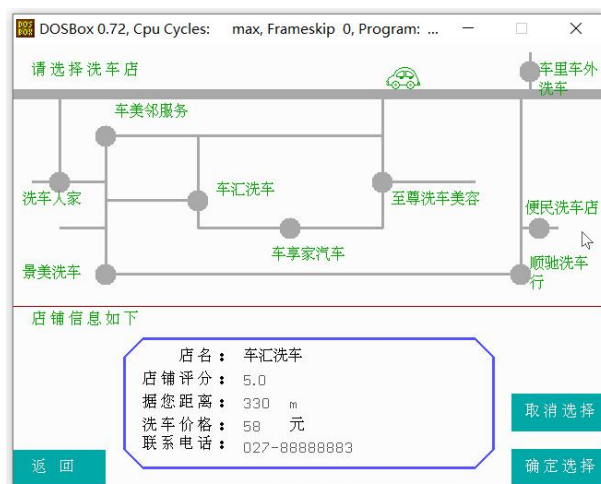 DOSBox 0.72, Cpu Cycles: max, Frameskip 0, Program: ...
请选择洗车店
车里车外
洗车
车美邻服务
洗车人家
车汇洗车
至尊洗车美容
便民洗车店
车享家汽车
景美洗车
顺驰洗车
行
店铺信息如下
店名： 车汇洗车
店铺评分： 5.0
据您距离： 330 m
洗车价格： 58 元
联系电话： 027-88888883
取消选择
返回
确定选择